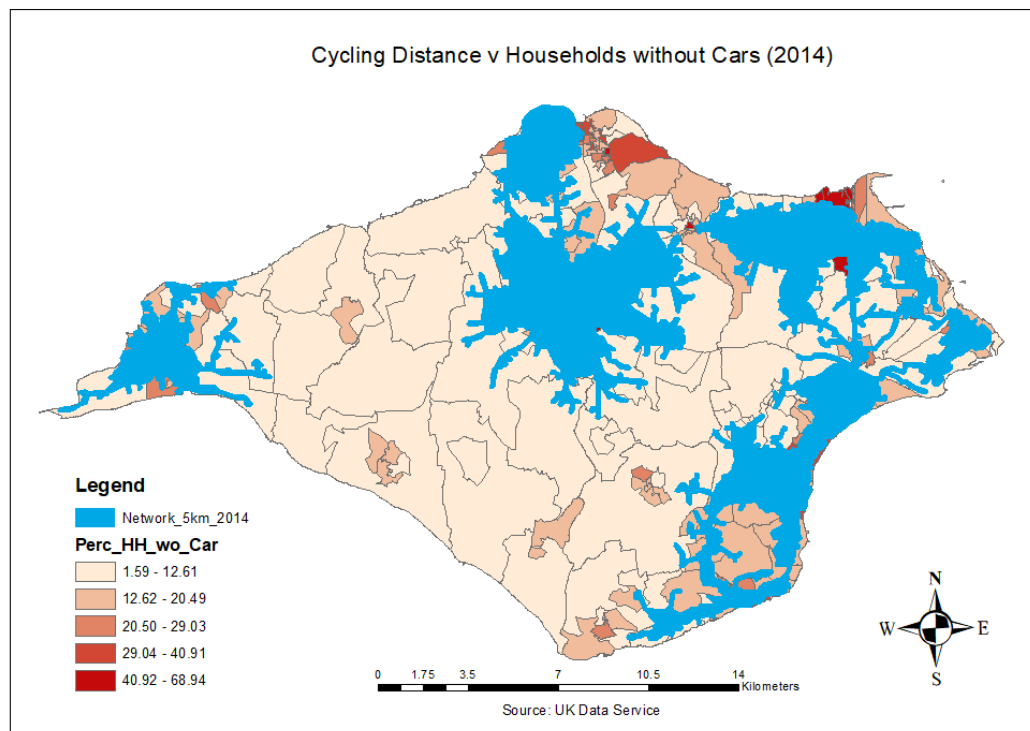 Cycling Distance v Households without Cars (2014)
Legend
Network_5km_2014
Perc_HH_wo_Car
1.59 - 12.61
12.62 - 20.49
20.50 - 29.03
29.04 - 40.91
40.92 - 68.94
0 1.75 3.5 7 10.5 14
Kilometers
Source: UK Data Service
N
W E
S